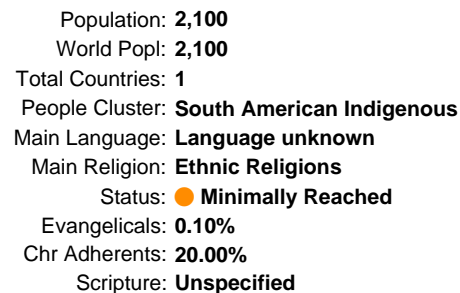 Population: 2,100
World Popl: 2,100
Total Countries: 1
People Cluster: South American Indigenous
Main Language: Language unknown
Main Religion: Ethnic Religions
Status: Minimally Reached
Evangelicals: 0.10%
Chr Adherents: 20.00%
Scripture: Unspecified